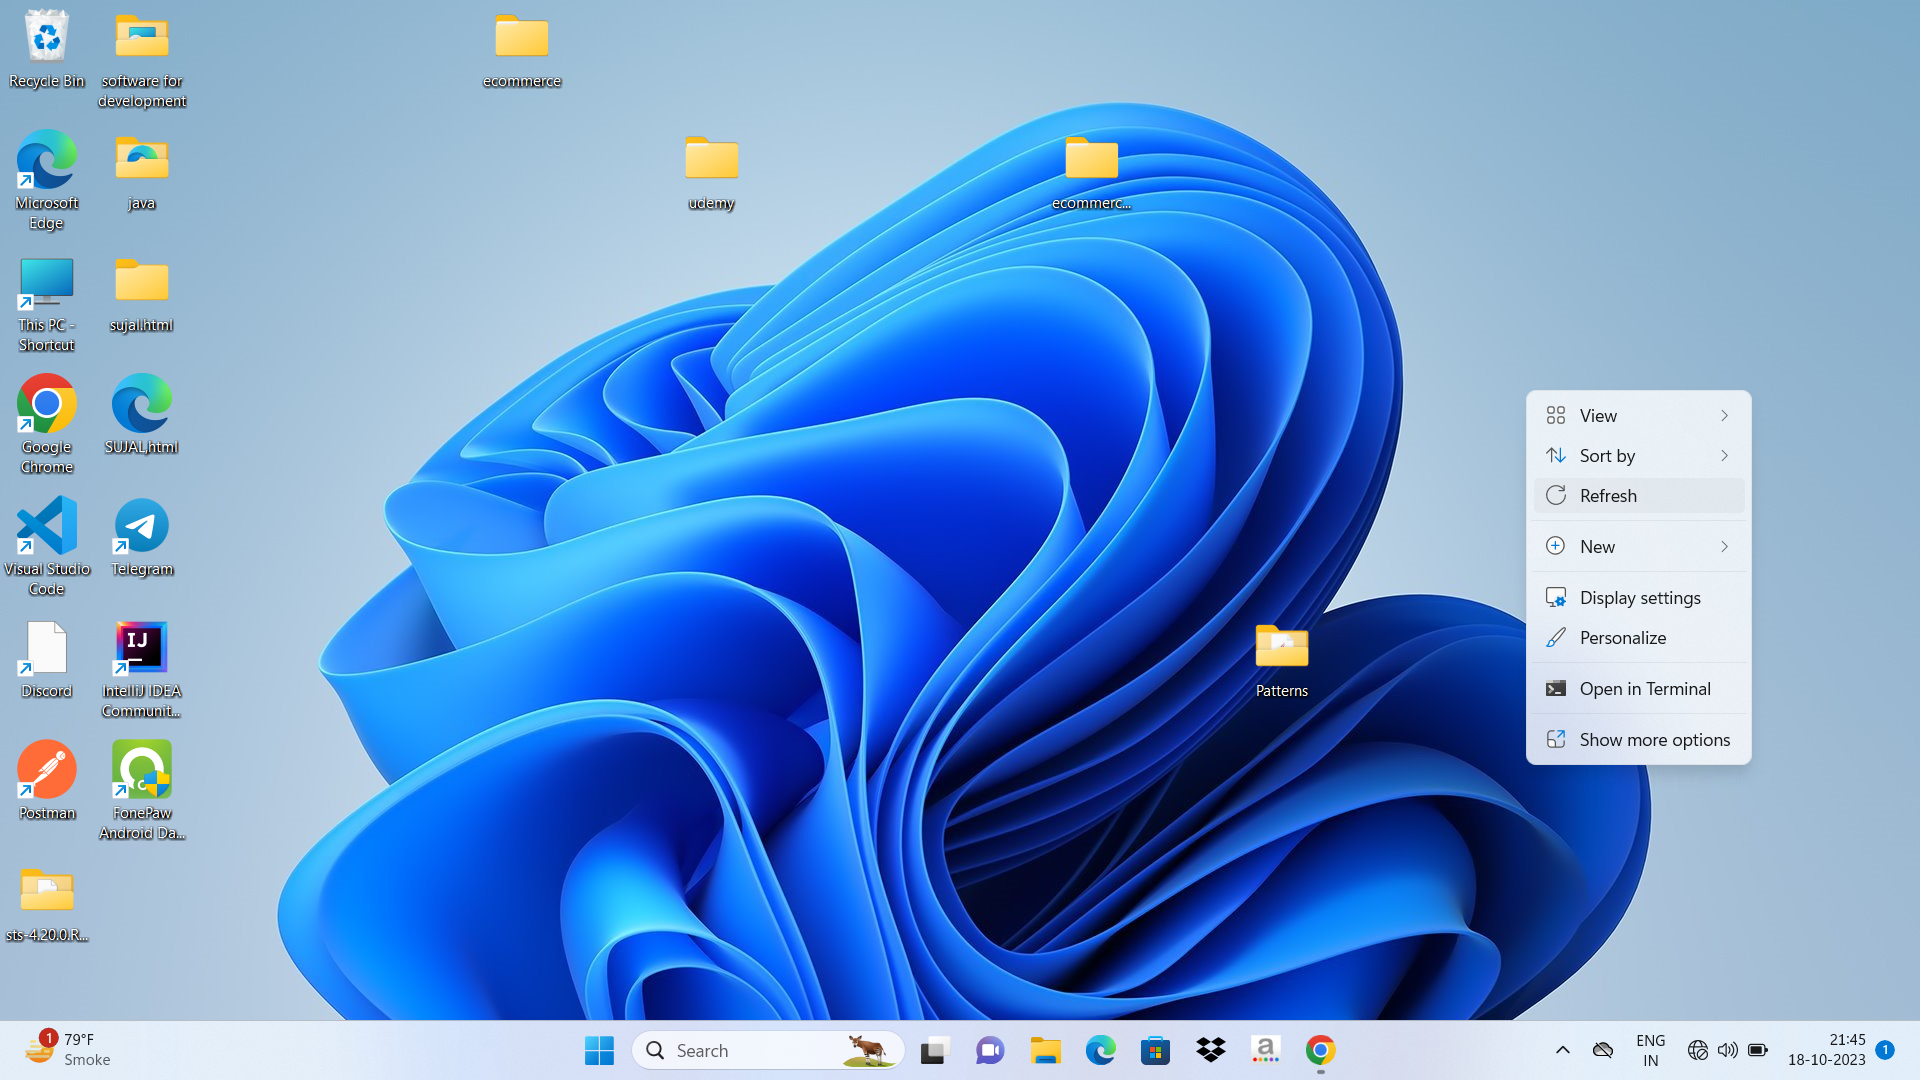 Recycle Bin
software for
development
ecommerce
Microsoft
Edge
java
udemy
ecommerc...
This PC -
Shortcut
sujal.html
Google
Chrome
SUJAL,html
Visual Studio
Code
Telegram
Discord
IJ
IntelliJ IDEA
Communit...
Patterns
Postman
FonePaw
Android Da...
sts-4.20.0.R...
View
Sort by
Refresh
New
Display settings
Personalize
Open in Terminal
Show more options
1
79°F
Smoke
Search
a
ENG
IN
21:45
18-10-2023
1